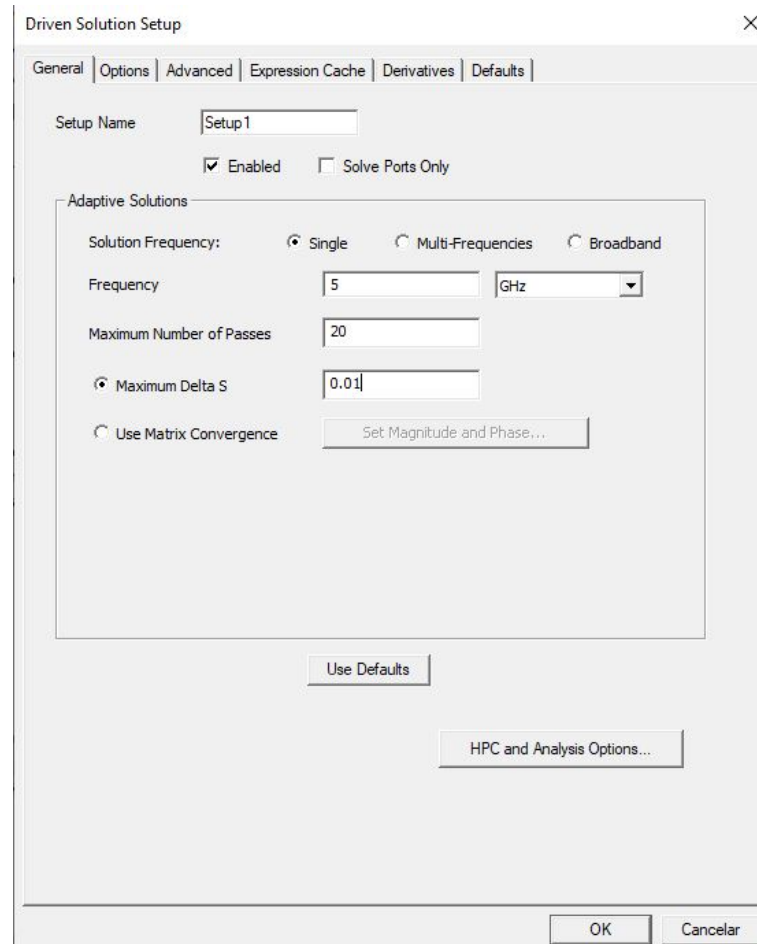 Driven Solution Setup
General Options Advanced Expression Cache Derivatives Defaults
Setup Name Setup1
Enabled Solve Ports Only
Adaptive Solutions
Solution Frequency: Single Multi-Frequencies Broadband
Frequency 5 GHz
Maximum Number of Passes 20
Maximum Delta S 0.01
Use Matrix Convergence Set Magnitude and Phase...
Use Defaults
HPC and Analysis Options...
OK Cancelar